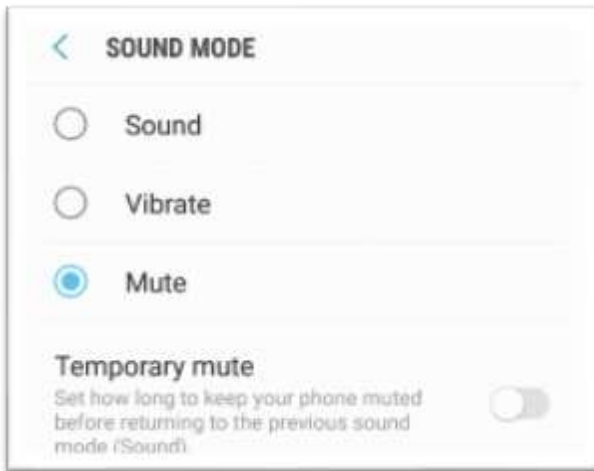 SOUND MODE
Sound
Vibrate
Mute
Temporary mute
Set how long to keep your phone muted
before returning to the previous sound
mode (Sound).